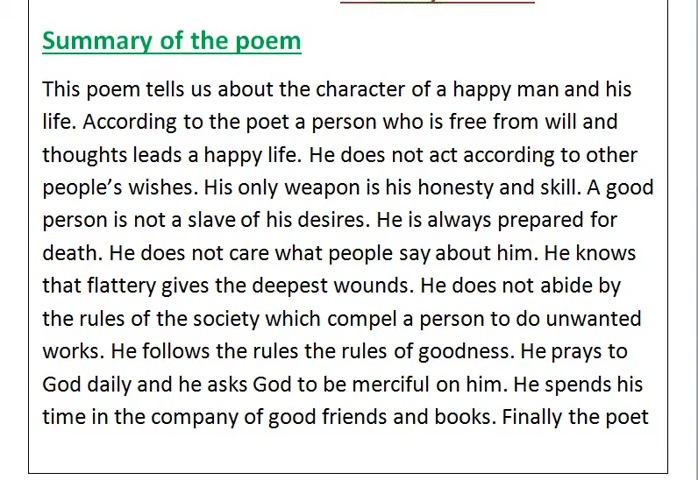 Summary of the poem
This poem tells us about the character of a happy man and his
life. According to the poet a person who is free from will and
thoughts leads a happy life. He does not act according to other
people’s wishes. His only weapon is his honesty and skill. A good
person is not a slave of his desires. He is always prepared for
death. He does not care what people say about him. He knows
that flattery gives the deepest wounds. He does not abide by
the rules of the society which compel a person to do unwanted
works. He follows the rules the rules of goodness. He prays to
God daily and he asks God to be merciful on him. He spends his
time in the company of good friends and books. Finally the poet